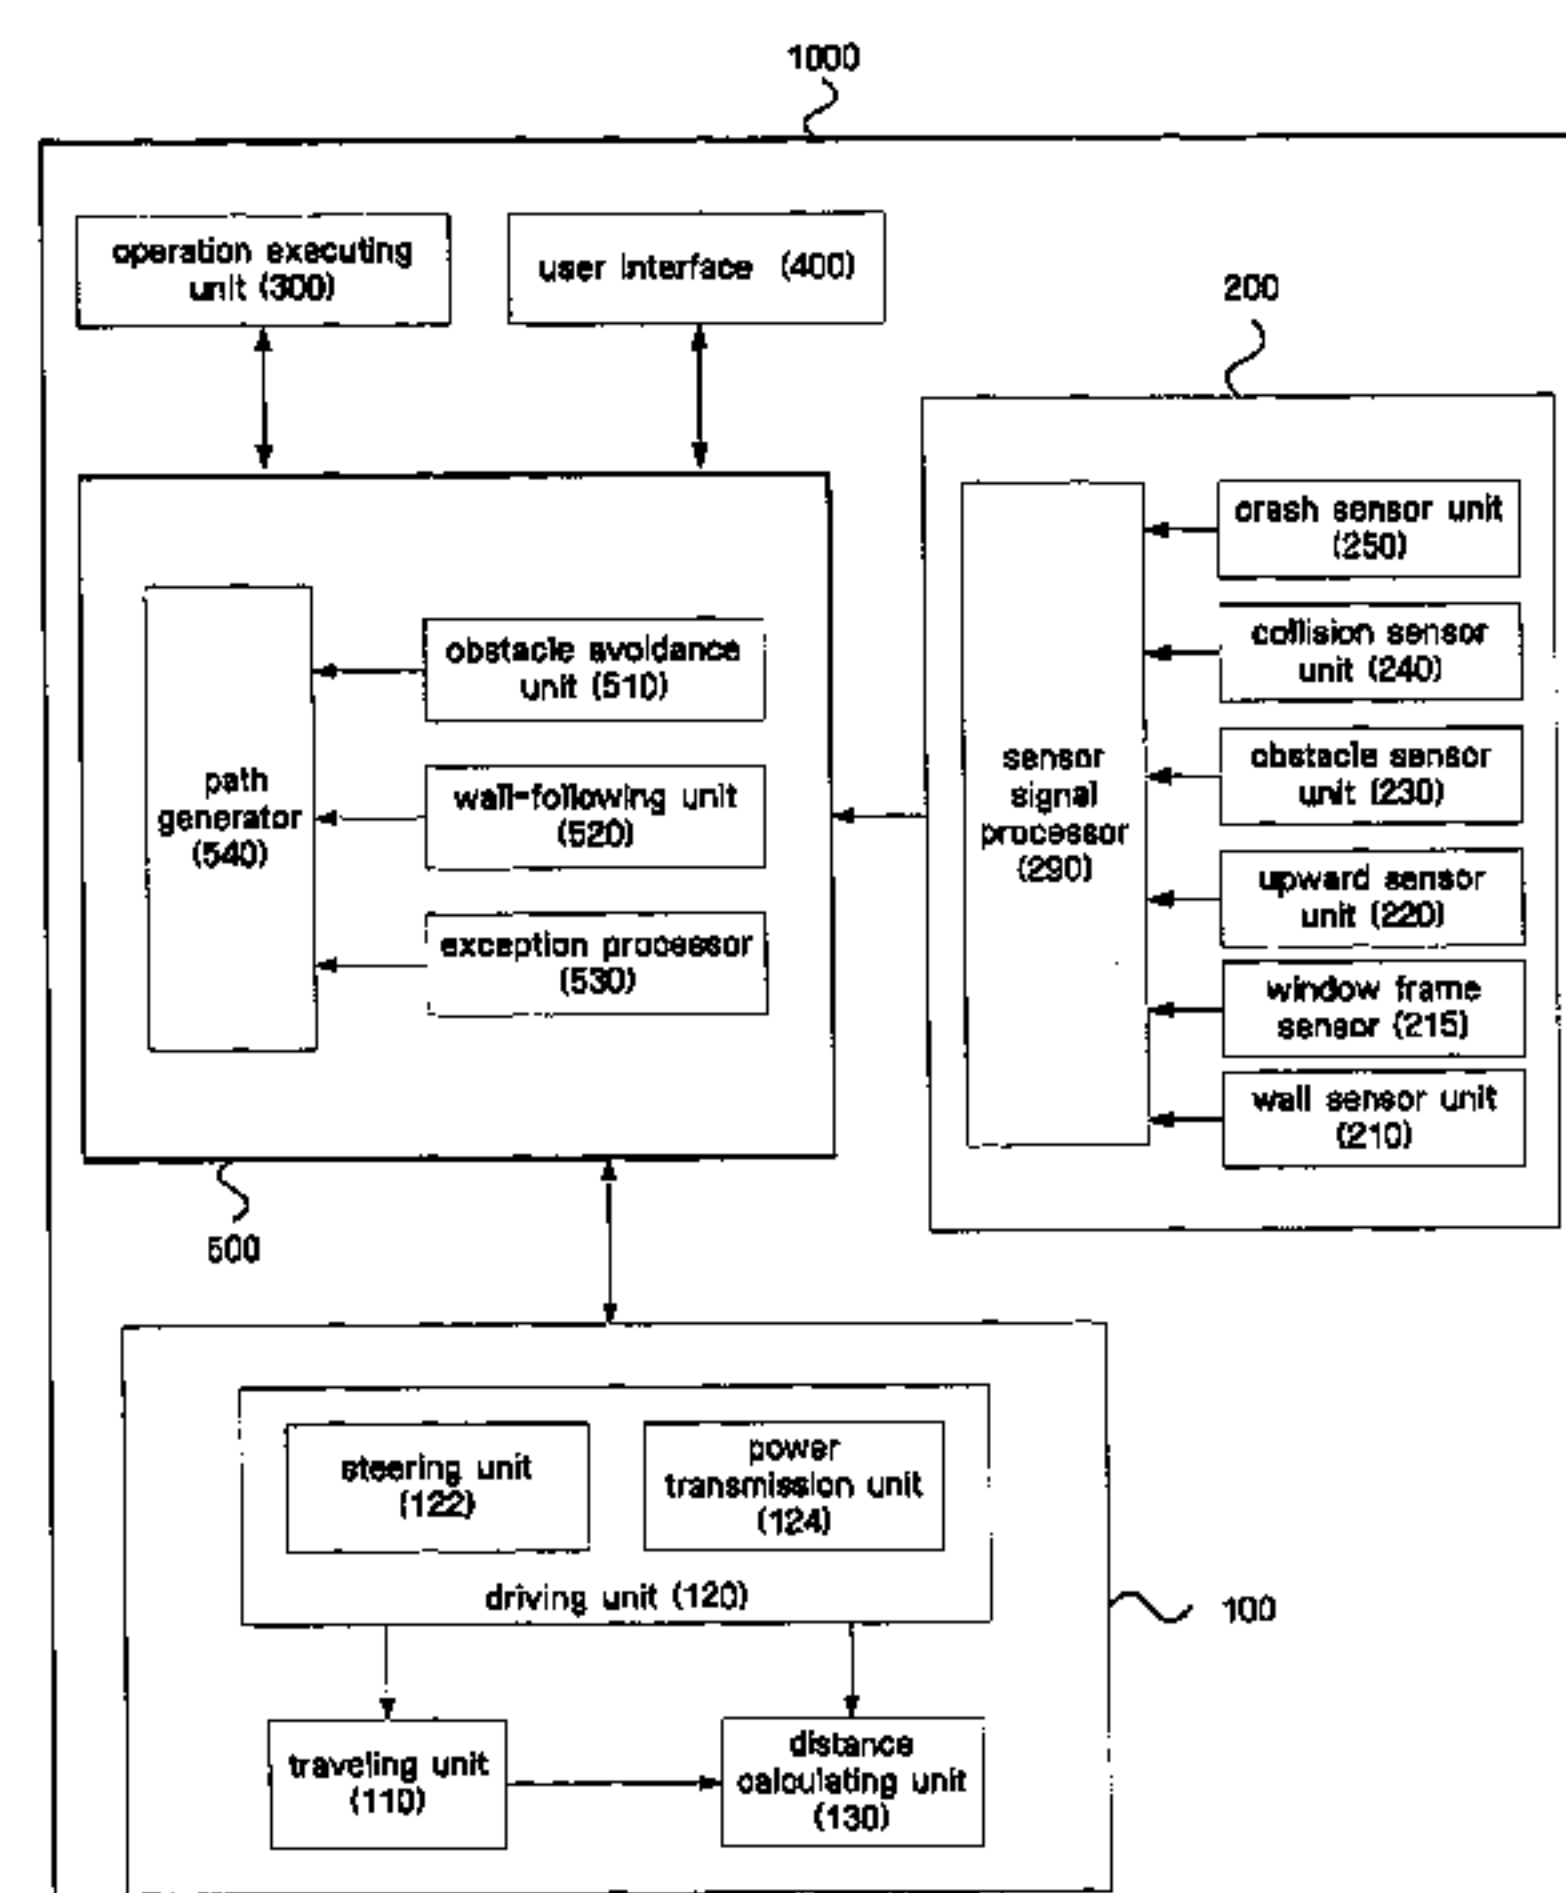 1000
operation executing
unit (300)
user interface (400)
200
crash sensor unit
(250)
collision sensor
unit (240)
obstacle sensor
unit (230)
upward sensor
unit (220)
window frame
sensor (215)
wall sensor unit
(210)
sensor
signal
processor
(290)
obstacle avoidance
unit (510)
wall-following unit
(520)
exception processor
(530)
path
generator
(540)
500
steering unit
(122)
power
transmission unit
(124)
driving unit (120)
100
traveling unit
(110)
distance
calculating unit
(130)